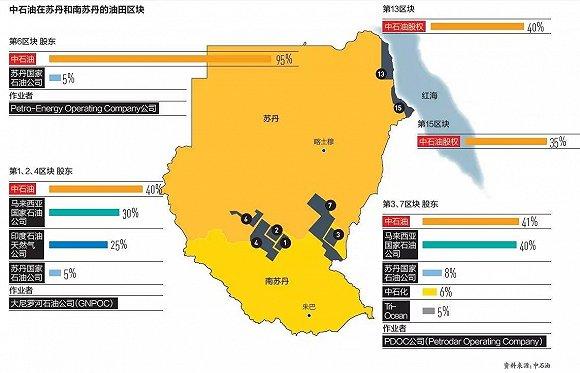 中石油在苏丹和南苏丹的油田区块
第6区块 股东
中石油
95%
苏丹国家
石油公司
5%
作业者
Petro-Energy Operating Company公司
第1、2、4区块 股东
中石油
40%
马来西亚
国家石油
公司
30%
印度石油
天然气
公司
25%
苏丹国家
石油公司
5%
作业者
大尼罗河石油公司(GNPOC)
第13区块
中石油股权
40%
第15区块
中石油股权
35%
第3、7区块 股东
中石油
41%
马来西亚
国家石油
公司
40%
苏丹国家
石油公司
8%
中石化
6%
Tri-
Ocean
5%
作业者
PDOC公司(Petrodar Operating Company)
苏丹
喀土穆
红海
13
15
7
6
2
4
1
3
南苏丹
朱巴
资料来源:中石油